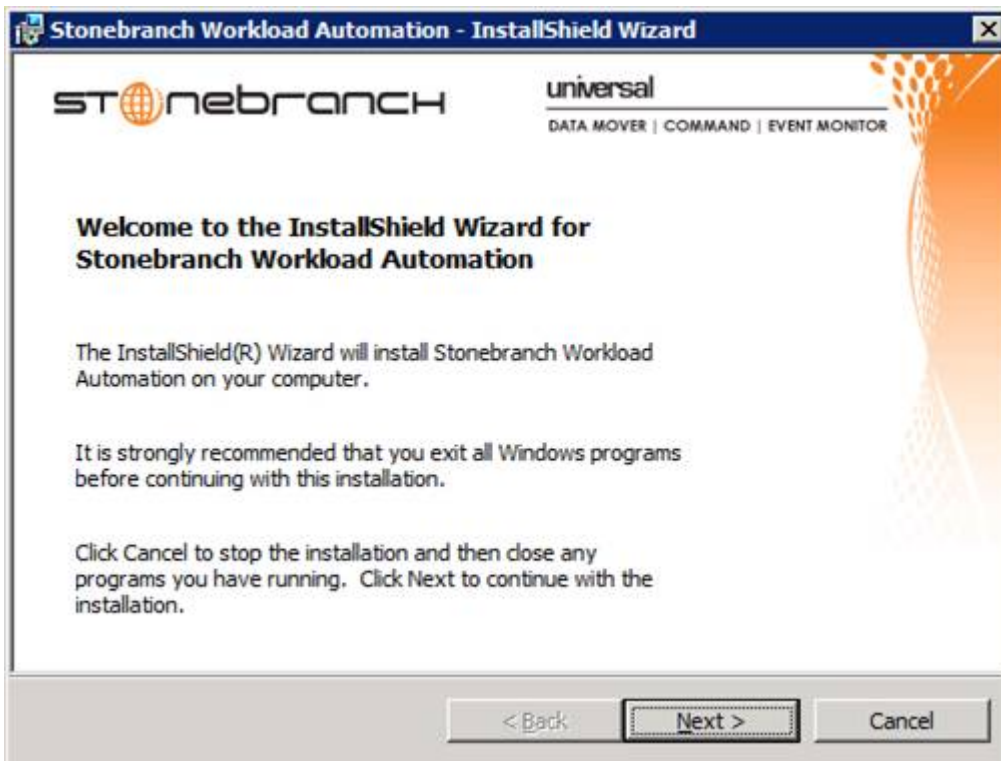 Stonebranch Workload Automation - InstallShield Wizard
STONEBRANCH
universal
DATA MOVER | COMMAND | EVENT MONITOR
Welcome to the InstallShield Wizard for
Stonebranch Workload Automation
The InstallShield(R) Wizard will install Stonebranch Workload
Automation on your computer.
It is strongly recommended that you exit all Windows programs
before continuing with this installation.
Click Cancel to stop the installation and then close any
programs you have running. Click Next to continue with the
installation.
< Back Next > Cancel